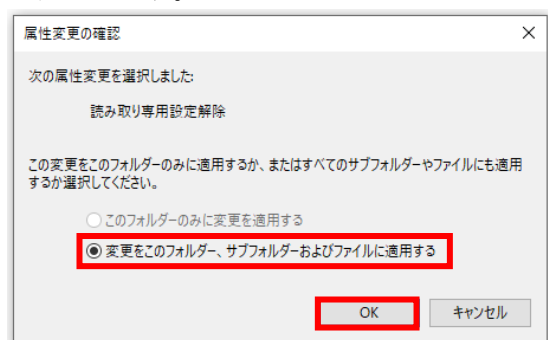 属性変更の確認
次の属性変更を選択しました:
読み取り専用設定解除
この変更をこのフォルダーのみに適用するか、またはすべてのサブフォルダーやファイルにも適用
するか選択してください。
このフォルダーのみに変更を適用する
変更をこのフォルダー、サブフォルダーおよびファイルに適用する
OK キャンセル